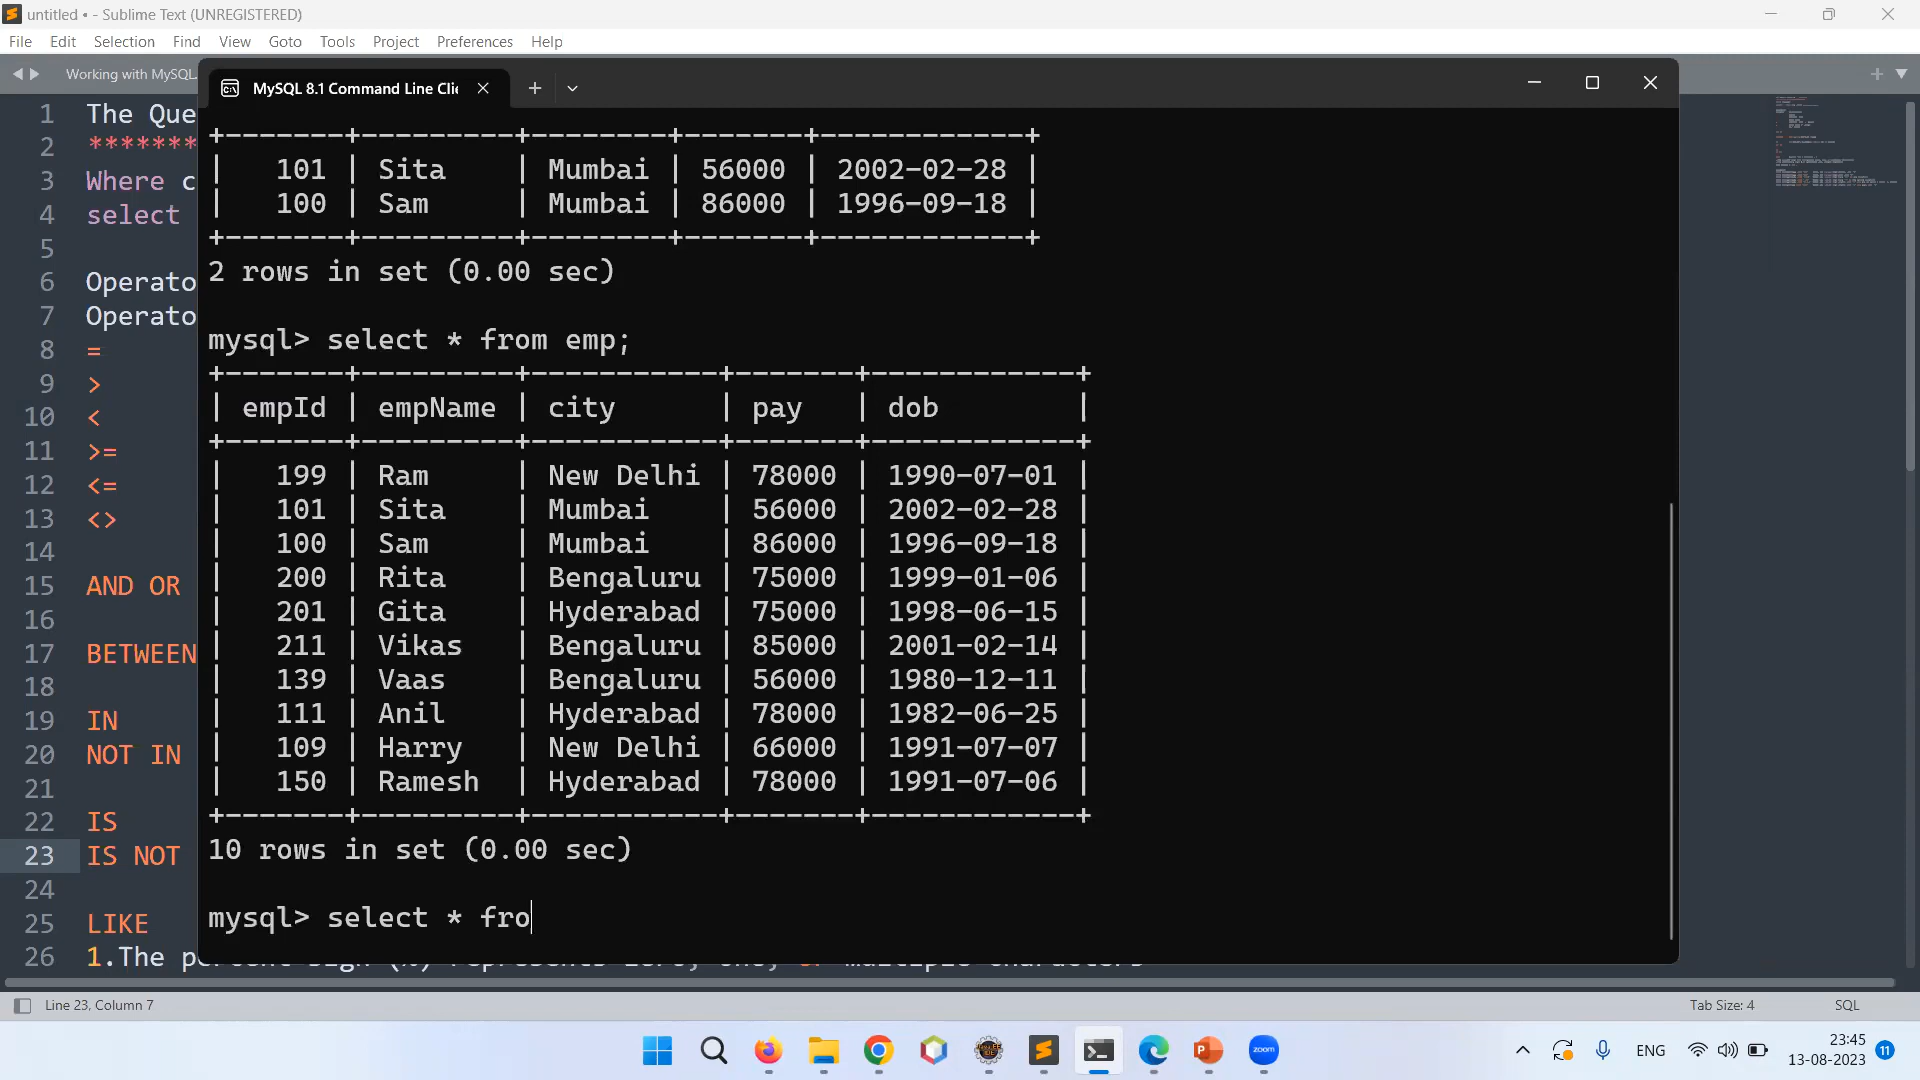 untitled • - Sublime Text (UNREGISTERED)
File Edit Selection Find View Goto Tools Project Preferences Help
Working with MySQL
MySQL 8.1 Command Line Clie
1 The Que
2 *******
3 Where c
4 select
5
6 Operato
7 Operato
8 =
9 >
10 <
11 >=
12 <=
13 <>
14
15 AND OR
16
17 BETWEEN
18
19 IN
20 NOT IN
21
22 IS
23 IS NOT
24
25 LIKE
26 1.The
+-------+---------+--------+-------+------------+
| 101 | Sita | Mumbai | 56000 | 2002-02-28 |
| 100 | Sam | Mumbai | 86000 | 1996-09-18 |
+-------+---------+--------+-------+------------+
2 rows in set (0.00 sec)
mysql> select * from emp;
+-------+---------+-----------+-------+------------+
| empId | empName | city | pay | dob |
+-------+---------+-----------+-------+------------+
| 199 | Ram | New Delhi | 78000 | 1990-07-01 |
| 101 | Sita | Mumbai | 56000 | 2002-02-28 |
| 100 | Sam | Mumbai | 86000 | 1996-09-18 |
| 200 | Rita | Bengaluru | 75000 | 1999-01-06 |
| 201 | Gita | Hyderabad | 75000 | 1998-06-15 |
| 211 | Vikas | Bengaluru | 85000 | 2001-02-14 |
| 139 | Vaas | Bengaluru | 56000 | 1980-12-11 |
| 111 | Anil | Hyderabad | 78000 | 1982-06-25 |
| 109 | Harry | New Delhi | 66000 | 1991-07-07 |
| 150 | Ramesh | Hyderabad | 78000 | 1991-07-06 |
+-------+---------+-----------+-------+------------+
10 rows in set (0.00 sec)
mysql> select * fro
Line 23, Column 7
Tab Size: 4 SQL
zoom
ENG
23:45
13-08-2023
11